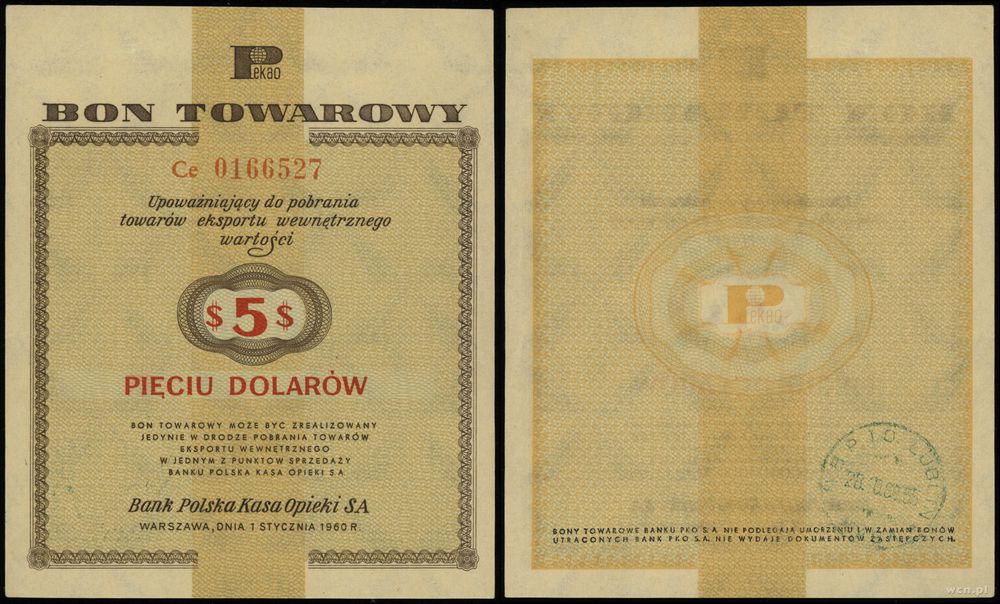 Pekao
BON TOWAROWY
Ce 0166527
Upoważniający do pobrania
towarów eksportu wewnętrznego
wartości
$5$
PIĘCIU DOLARÓW
BON TOWAROWY MOŻE BYĆ ZREALIZOWANY
JEDYNIE W DRODZE POBRANIA TOWARÓW
EKSPORTU WEWNĘTRZNEGO
W JEDNYM Z PUNKTÓW SPRZEDAŻY
BANKU POLSKA KASA OPIEKI SA
Bank Polska Kasa Opieki SA
WARSZAWA, DNIA 1 STYCZNIA 1960 R.
Pekao
BONY TOWAROWE BANKU PKO S.A. NIE PODLEGAJĄ UMORZENIU I W ZAMIAN BONÓW
UTRACONYCH BANK PKO S.A. NIE WYDAJE DOKUMENTÓW ZASTĘPCZYCH.
wcn.pl